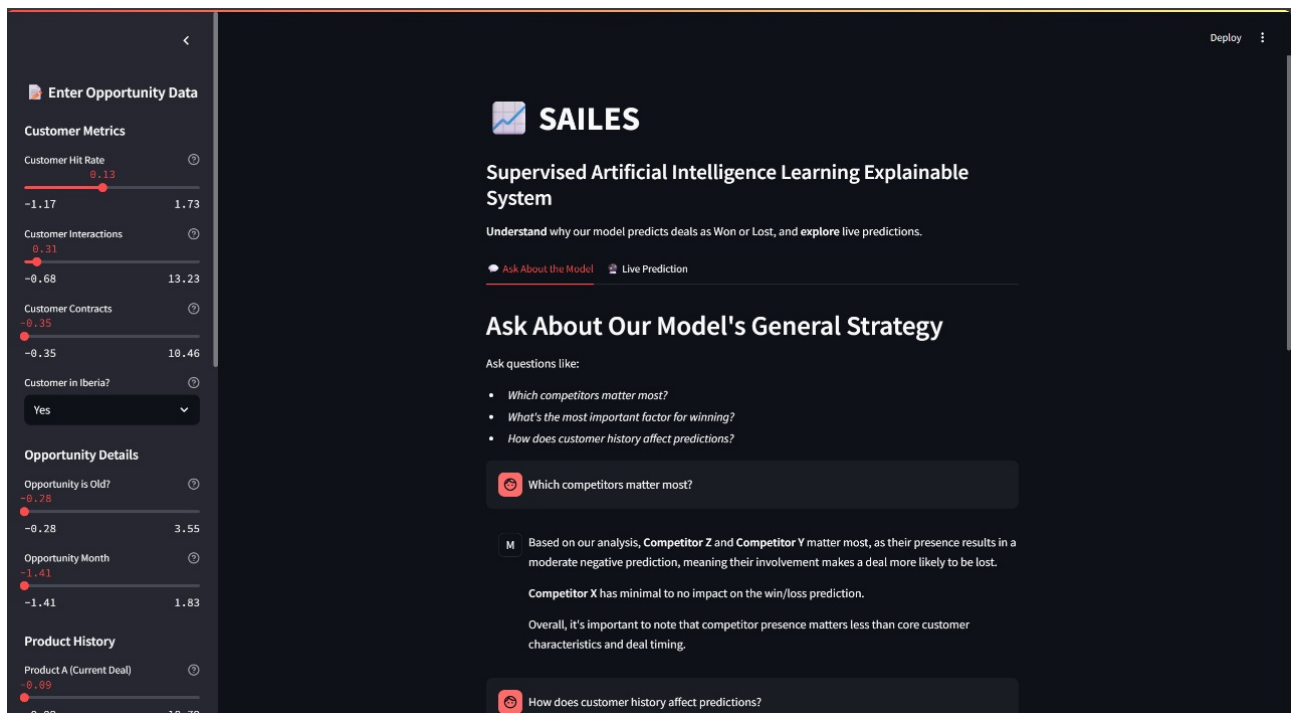 Deploy
Enter Opportunity Data
Customer Metrics
Customer Hit Rate
0.13
-1.17 1.73
Customer Interactions
0.31
-0.68 13.23
Customer Contracts
-0.35
-0.35 10.46
Customer in Iberia?
Yes
Opportunity Details
Opportunity is Old?
-0.28
-0.28 3.55
Opportunity Month
-1.41
-1.41 1.83
Product History
Product A (Current Deal)
-0.09
SAILES
Supervised Artificial Intelligence Learning Explainable
System
Understand why our model predicts deals as Won or Lost, and explore live predictions.
Ask About the Model Live Prediction
Ask About Our Model's General Strategy
Ask questions like:
• Which competitors matter most?
• What's the most important factor for winning?
• How does customer history affect predictions?
Which competitors matter most?
M Based on our analysis, Competitor Z and Competitor Y matter most, as their presence results in a
moderate negative prediction, meaning their involvement makes a deal more likely to be lost.
Competitor X has minimal to no impact on the win/loss prediction.
Overall, it's important to note that competitor presence matters less than core customer
characteristics and deal timing.
How does customer history affect predictions?